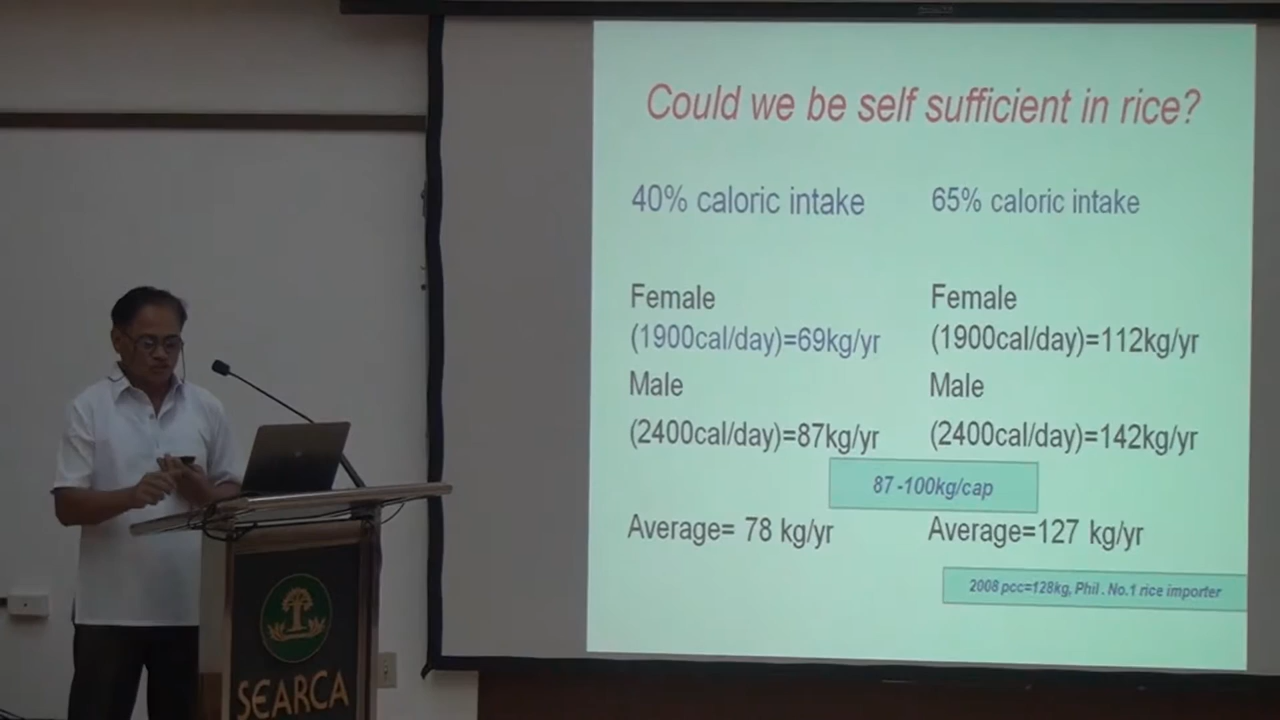 Could we be self sufficient in rice?
40% caloric intake
Female
(1900cal/day)=69kg/yr
Male
(2400cal/day)=87kg/yr
Average= 78 kg/yr
65% caloric intake
Female
(1900cal/day)=112kg/yr
Male
(2400cal/day)=142kg/yr
87 -100kg/cap
Average=127 kg/yr
2008 pcc=128kg, Phil . No.1 rice importer
SEARCA